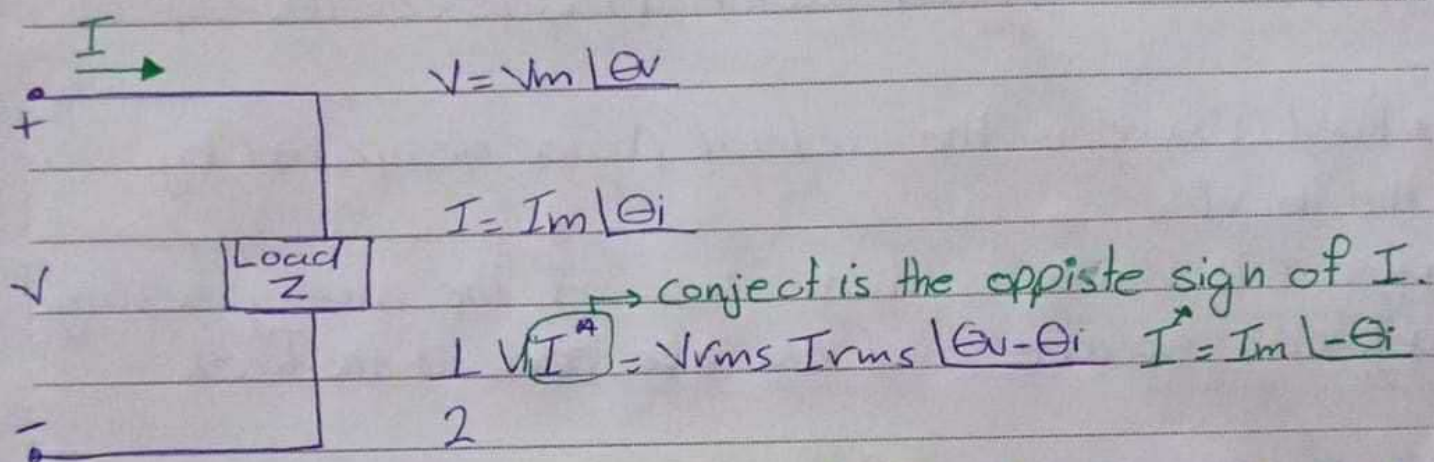 I
V = Vm∠θv
+
I = Im∠θi
Load
Z
V
→ conject is the oppiste sign of I.
1/2 V I* = Vrms Irms ∠θv-θi I* = Im∠-θi
-